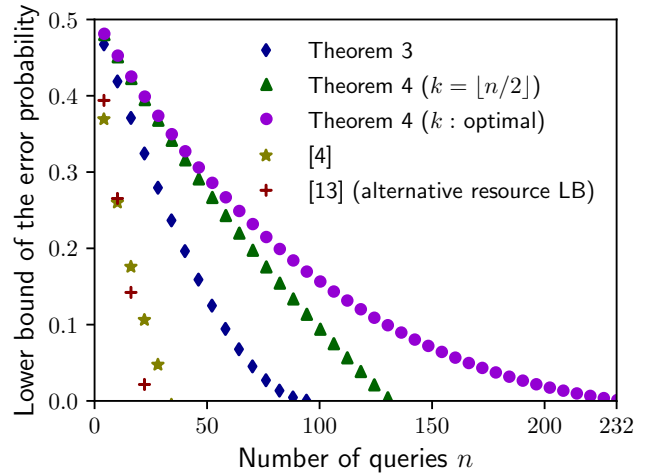 Lower bound of the error probability
0.5
0.4
0.3
0.2
0.1
0.0
Theorem 3
Theorem 4 (k = ⌊n/2⌋)
Theorem 4 (k : optimal)
[4]
[13] (alternative resource LB)
0 50 100 150 200 232
Number of queries n